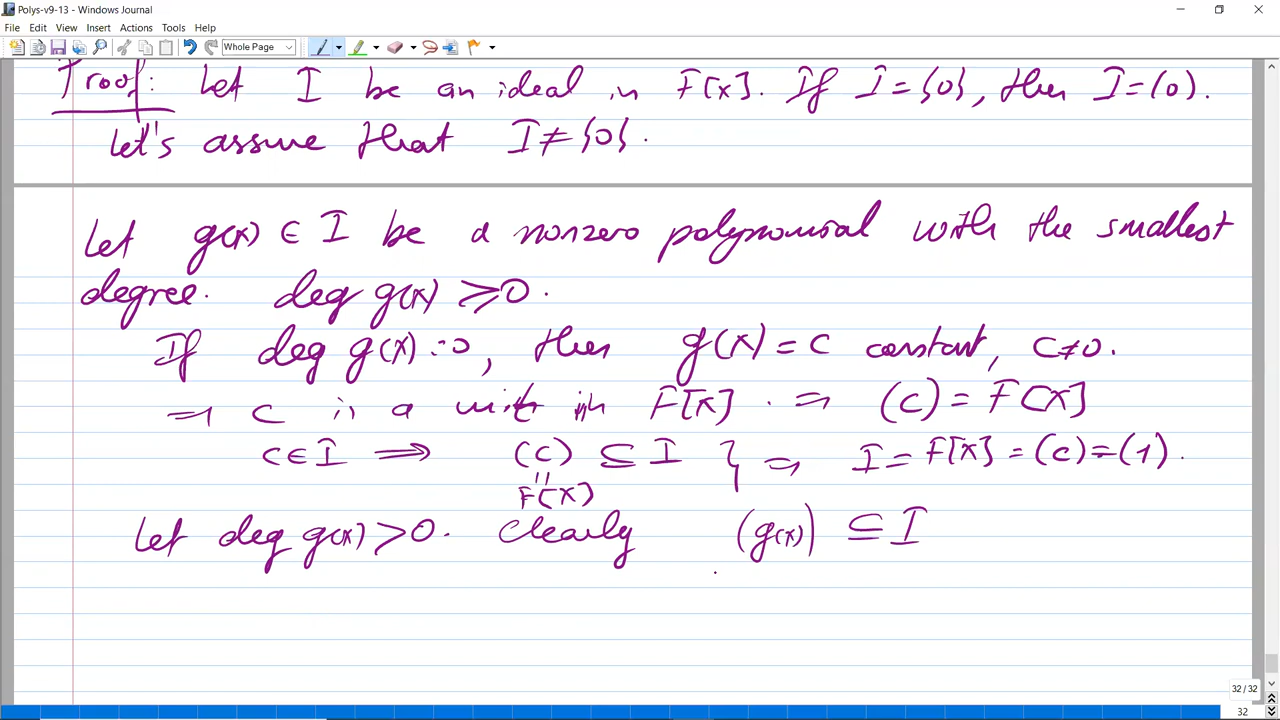 Polys-v9-13 - Windows Journal
File Edit View Insert Actions Tools Help
Whole Page
Proof: Let I be an ideal in F[x]. If I={0}, then I=(0).
Let's assume that I≠{0}.
Let g(x) ∈ I be a nonzero polynomial with the smallest
degree. deg g(x) ≥0.
If deg g(x)=0, then g(x)=c constant, c≠0.
⇒ c is a unit in F[x]. ⇒ (c)=F[x]
c∈I ⟹ (c) ⊆ I } ⇒ I=F[x]=(c)=(1).
"
F[x]
Let deg g(x)>0. Clearly (g(x)) ⊆ I
32 / 32
32